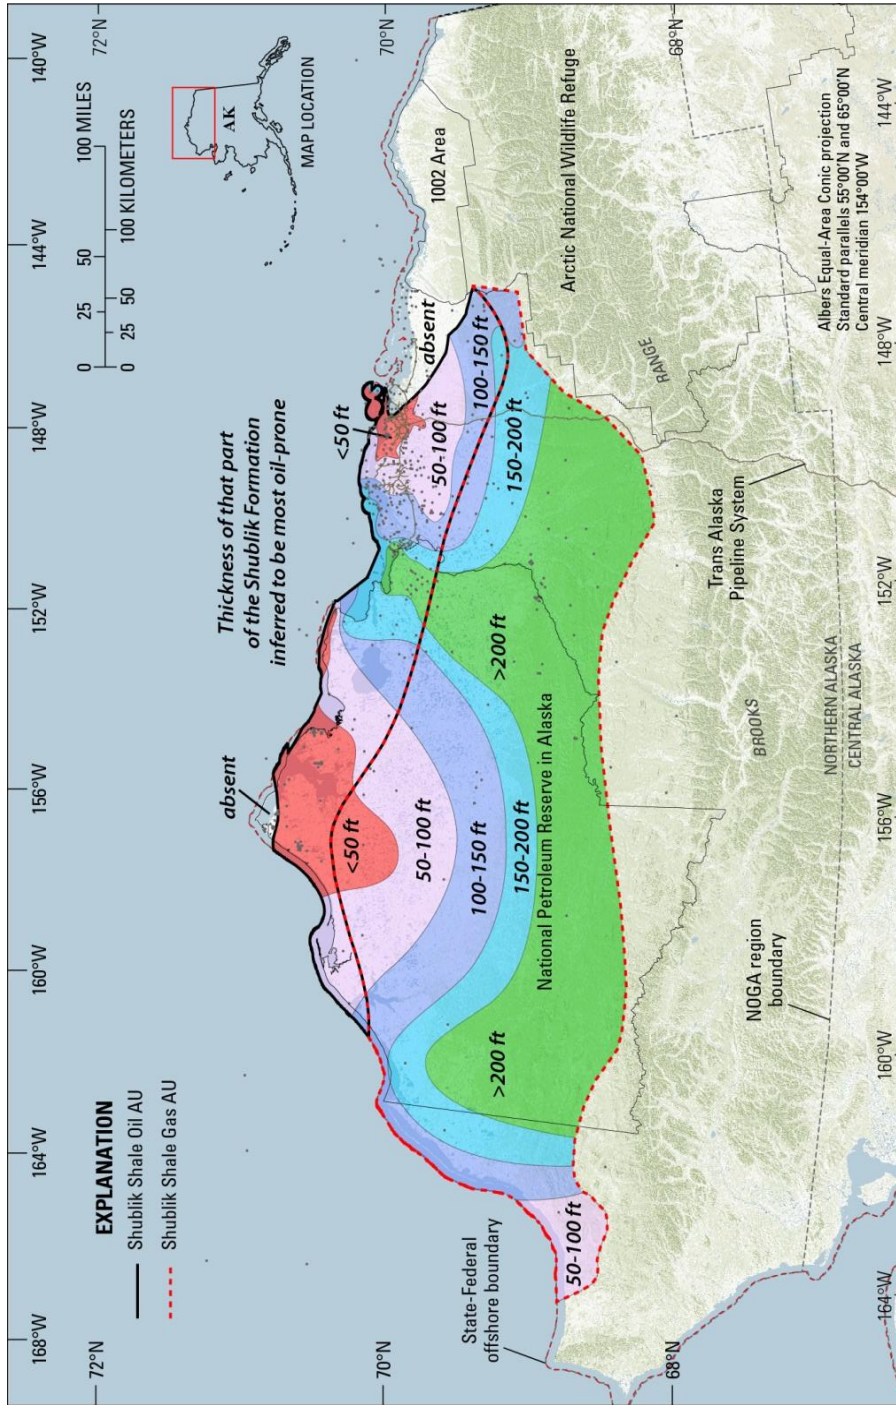 168°W
164°W
160°W
156°W
152°W
148°W
144°W
140°W
72°N
72°N
EXPLANATION
Shublik Shale Oil AU
Shublik Shale Gas AU
0 25 50 100 MILES
0 25 50 100 KILOMETERS
AK
MAP LOCATION
Thickness of that part
of the Shublik Formation
inferred to be most oil-prone
absent
<50 ft
absent
70°N
70°N
State-Federal
offshore boundary
<50 ft
50-100 ft
100-150 ft
150-200 ft
>200 ft
>200 ft
50-100 ft
50-100 ft
100-150 ft
150-200 ft
National Petroleum Reserve in Alaska
1002 Area
Arctic National Wildlife Refuge
68°N
68°N
BROOKS
RANGE
NOGA region
boundary
NORTHERN ALASKA
CENTRAL ALASKA
Trans Alaska
Pipeline System
Albers Equal-Area Conic projection
Standard parallels 55°00'N and 65°00'N
Central meridian 154°00'W
164°W
160°W
156°W
152°W
148°W
144°W